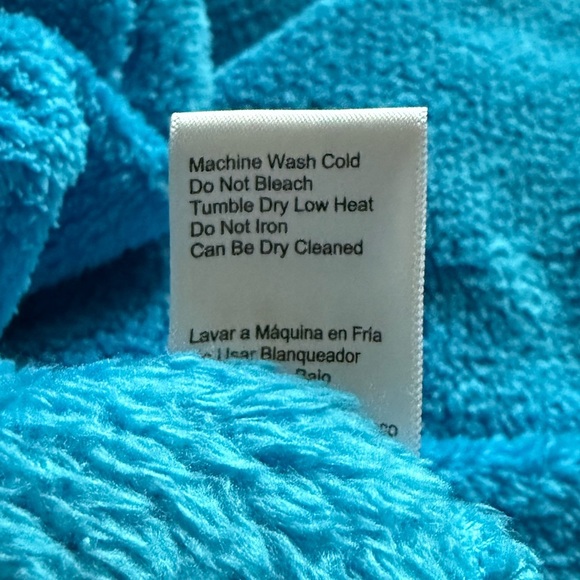 Machine Wash Cold
Do Not Bleach
Tumble Dry Low Heat
Do Not Iron
Can Be Dry Cleaned
Lavar a Máquina en Fría
Usar Blanqueador
Bajo